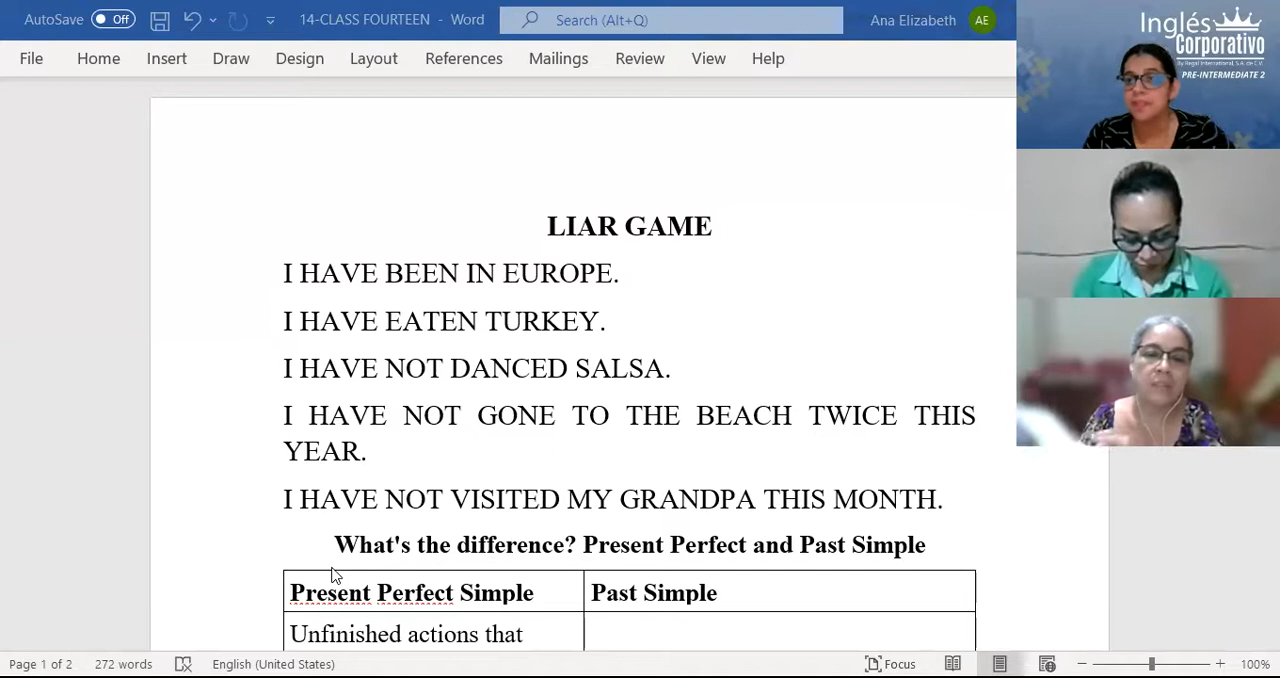 AutoSave Off 14-CLASS FOURTEEN - Word Search (Alt+Q) Ana Elizabeth AE
File Home Insert Draw Design Layout References Mailings Review View Help
Inglés
Corporativo
By Regal International, S.A. de C.V.
PRE-INTERMEDIATE 2
LIAR GAME
I HAVE BEEN IN EUROPE.
I HAVE EATEN TURKEY.
I HAVE NOT DANCED SALSA.
I HAVE NOT GONE TO THE BEACH TWICE THIS
YEAR.
I HAVE NOT VISITED MY GRANDPA THIS MONTH.
What's the difference? Present Perfect and Past Simple
Present Perfect Simple Past Simple
Unfinished actions that
Page 1 of 2 272 words English (United States) Focus 100%